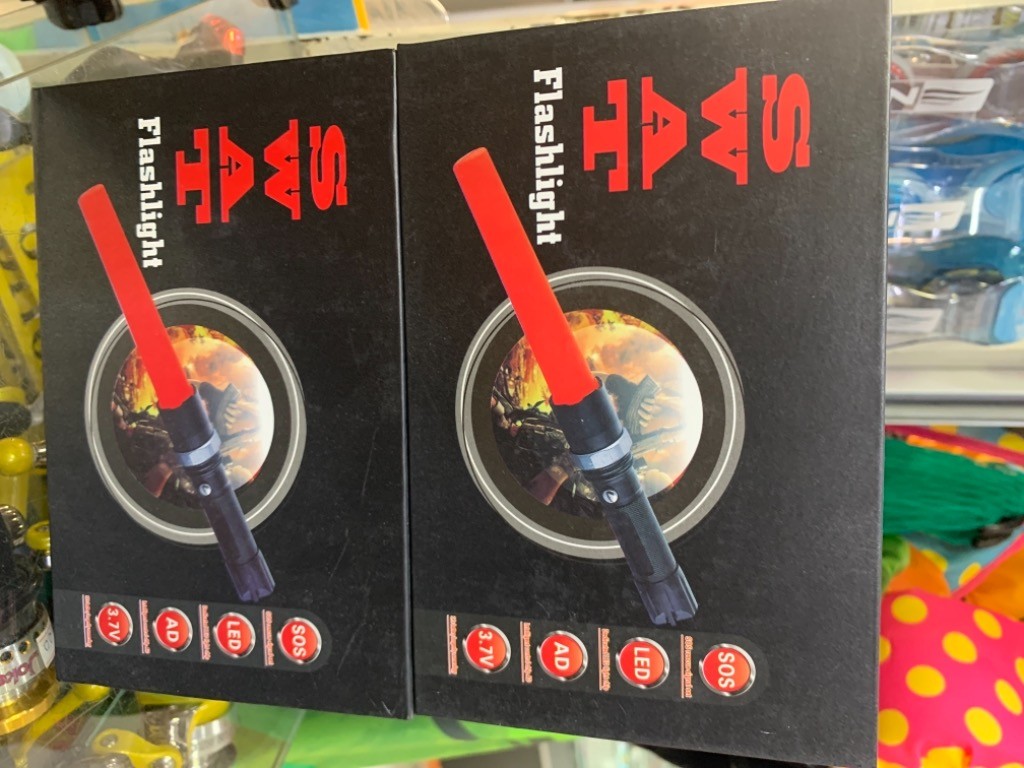 SWAT
Flashlight
3.7V
AD
LED
SOS
SWAT
Flashlight
3.7V
AD
LED
SOS